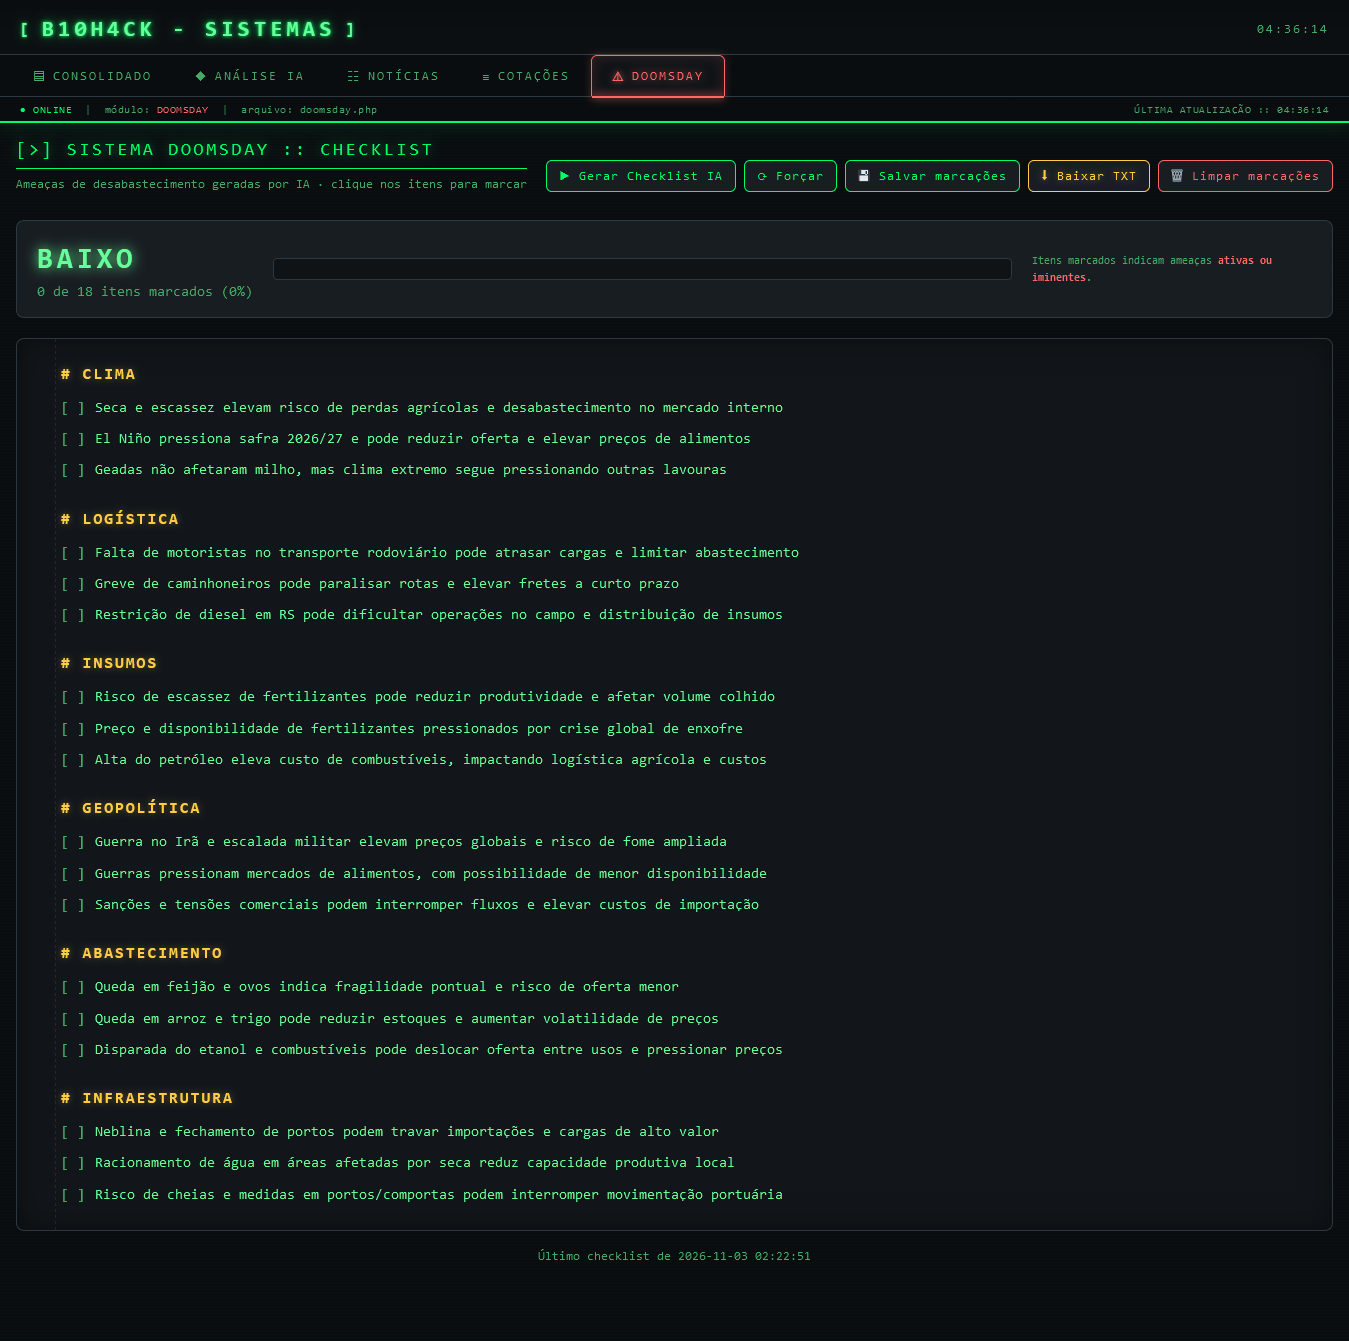 [ B10H4CK - SISTEMAS ]
04:36:14
CONSOLIDADO
ANÁLISE IA
NOTÍCIAS
COTAÇÕES
DOOMSDAY
● ONLINE | módulo: DOOMSDAY | arquivo: doomsday.php
ÚLTIMA ATUALIZAÇÃO :: 04:36:14
[>] SISTEMA DOOMSDAY :: CHECKLIST
Ameaças de desabastecimento geradas por IA · clique nos itens para marcar
Gerar Checklist IA
Forçar
Salvar marcações
Baixar TXT
Limpar marcações
BAIXO
0 de 18 itens marcados (0%)
Itens marcados indicam ameaças ativas ou
iminentes.
# CLIMA
[ ] Seca e escassez elevam risco de perdas agrícolas e desabastecimento no mercado interno
[ ] El Niño pressiona safra 2026/27 e pode reduzir oferta e elevar preços de alimentos
[ ] Geadas não afetaram milho, mas clima extremo segue pressionando outras lavouras
# LOGÍSTICA
[ ] Falta de motoristas no transporte rodoviário pode atrasar cargas e limitar abastecimento
[ ] Greve de caminhoneiros pode paralisar rotas e elevar fretes a curto prazo
[ ] Restrição de diesel em RS pode dificultar operações no campo e distribuição de insumos
# INSUMOS
[ ] Risco de escassez de fertilizantes pode reduzir produtividade e afetar volume colhido
[ ] Preço e disponibilidade de fertilizantes pressionados por crise global de enxofre
[ ] Alta do petróleo eleva custo de combustíveis, impactando logística agrícola e custos
# GEOPOLÍTICA
[ ] Guerra no Irã e escalada militar elevam preços globais e risco de fome ampliada
[ ] Guerras pressionam mercados de alimentos, com possibilidade de menor disponibilidade
[ ] Sanções e tensões comerciais podem interromper fluxos e elevar custos de importação
# ABASTECIMENTO
[ ] Queda em feijão e ovos indica fragilidade pontual e risco de oferta menor
[ ] Queda em arroz e trigo pode reduzir estoques e aumentar volatilidade de preços
[ ] Disparada do etanol e combustíveis pode deslocar oferta entre usos e pressionar preços
# INFRAESTRUTURA
[ ] Neblina e fechamento de portos podem travar importações e cargas de alto valor
[ ] Racionamento de água em áreas afetadas por seca reduz capacidade produtiva local
[ ] Risco de cheias e medidas em portos/comportas podem interromper movimentação portuária
Último checklist de 2026-11-03 02:22:51